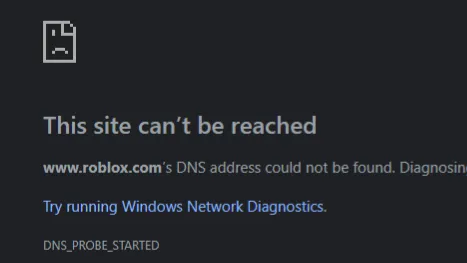 This site can't be reached
www.roblox.com's DNS address could not be found. Diagnosing
Try running Windows Network Diagnostics.
DNS_PROBE_STARTED